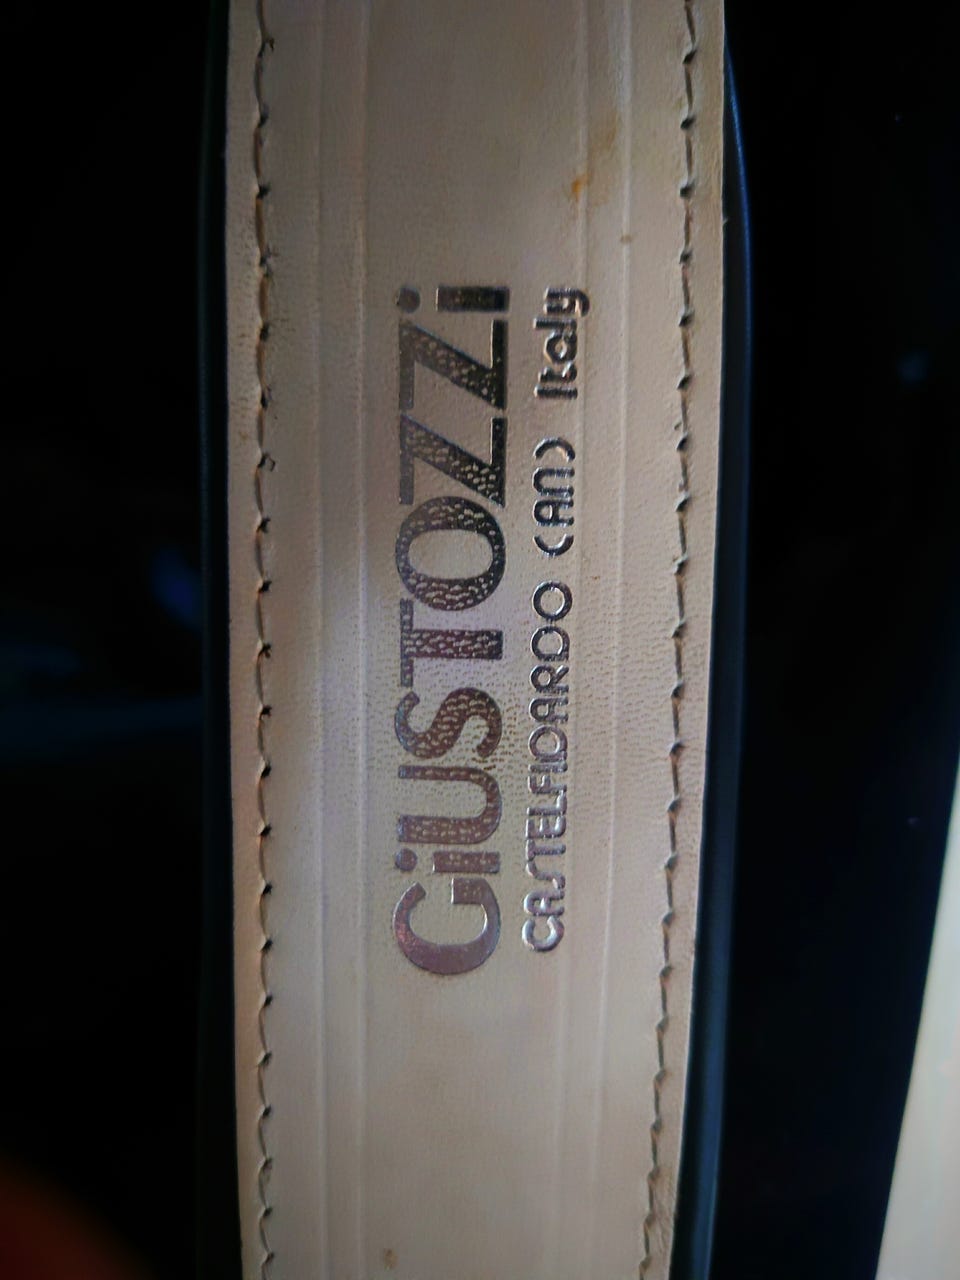 GiUSTOZZi
CASTELFIDARDO (AN) Italy